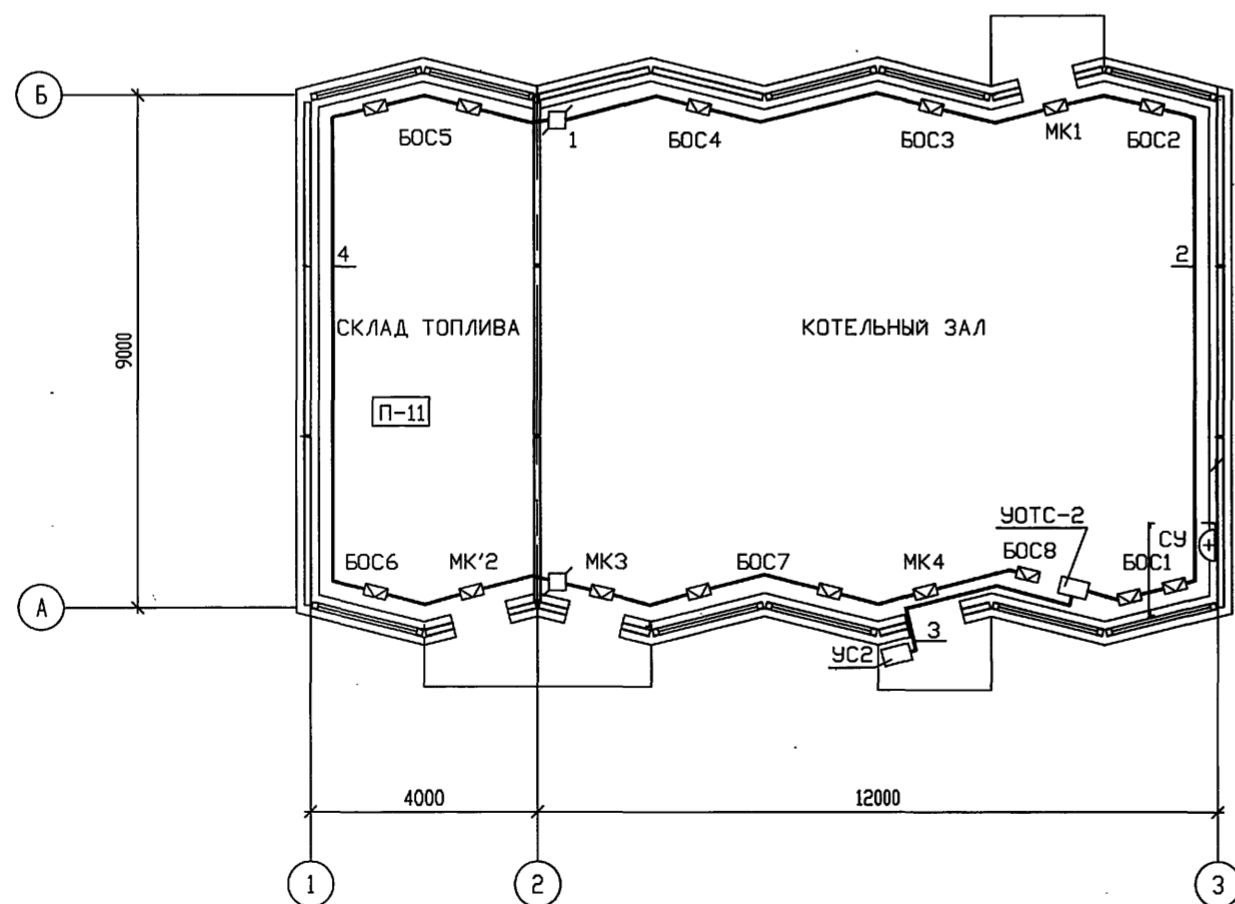 Б
БОС5
1
БОС4
БОС3
МК1
БОС2
4
2
СКЛАД ТОПЛИВА
КОТЕЛЬНЫЙ ЗАЛ
9000
П-11
УОТС-2
СУ
БОС6
МК'2
МК3
БОС7
МК4
БОС8
БОС1
А
3
УС2
4000
12000
1
2
3